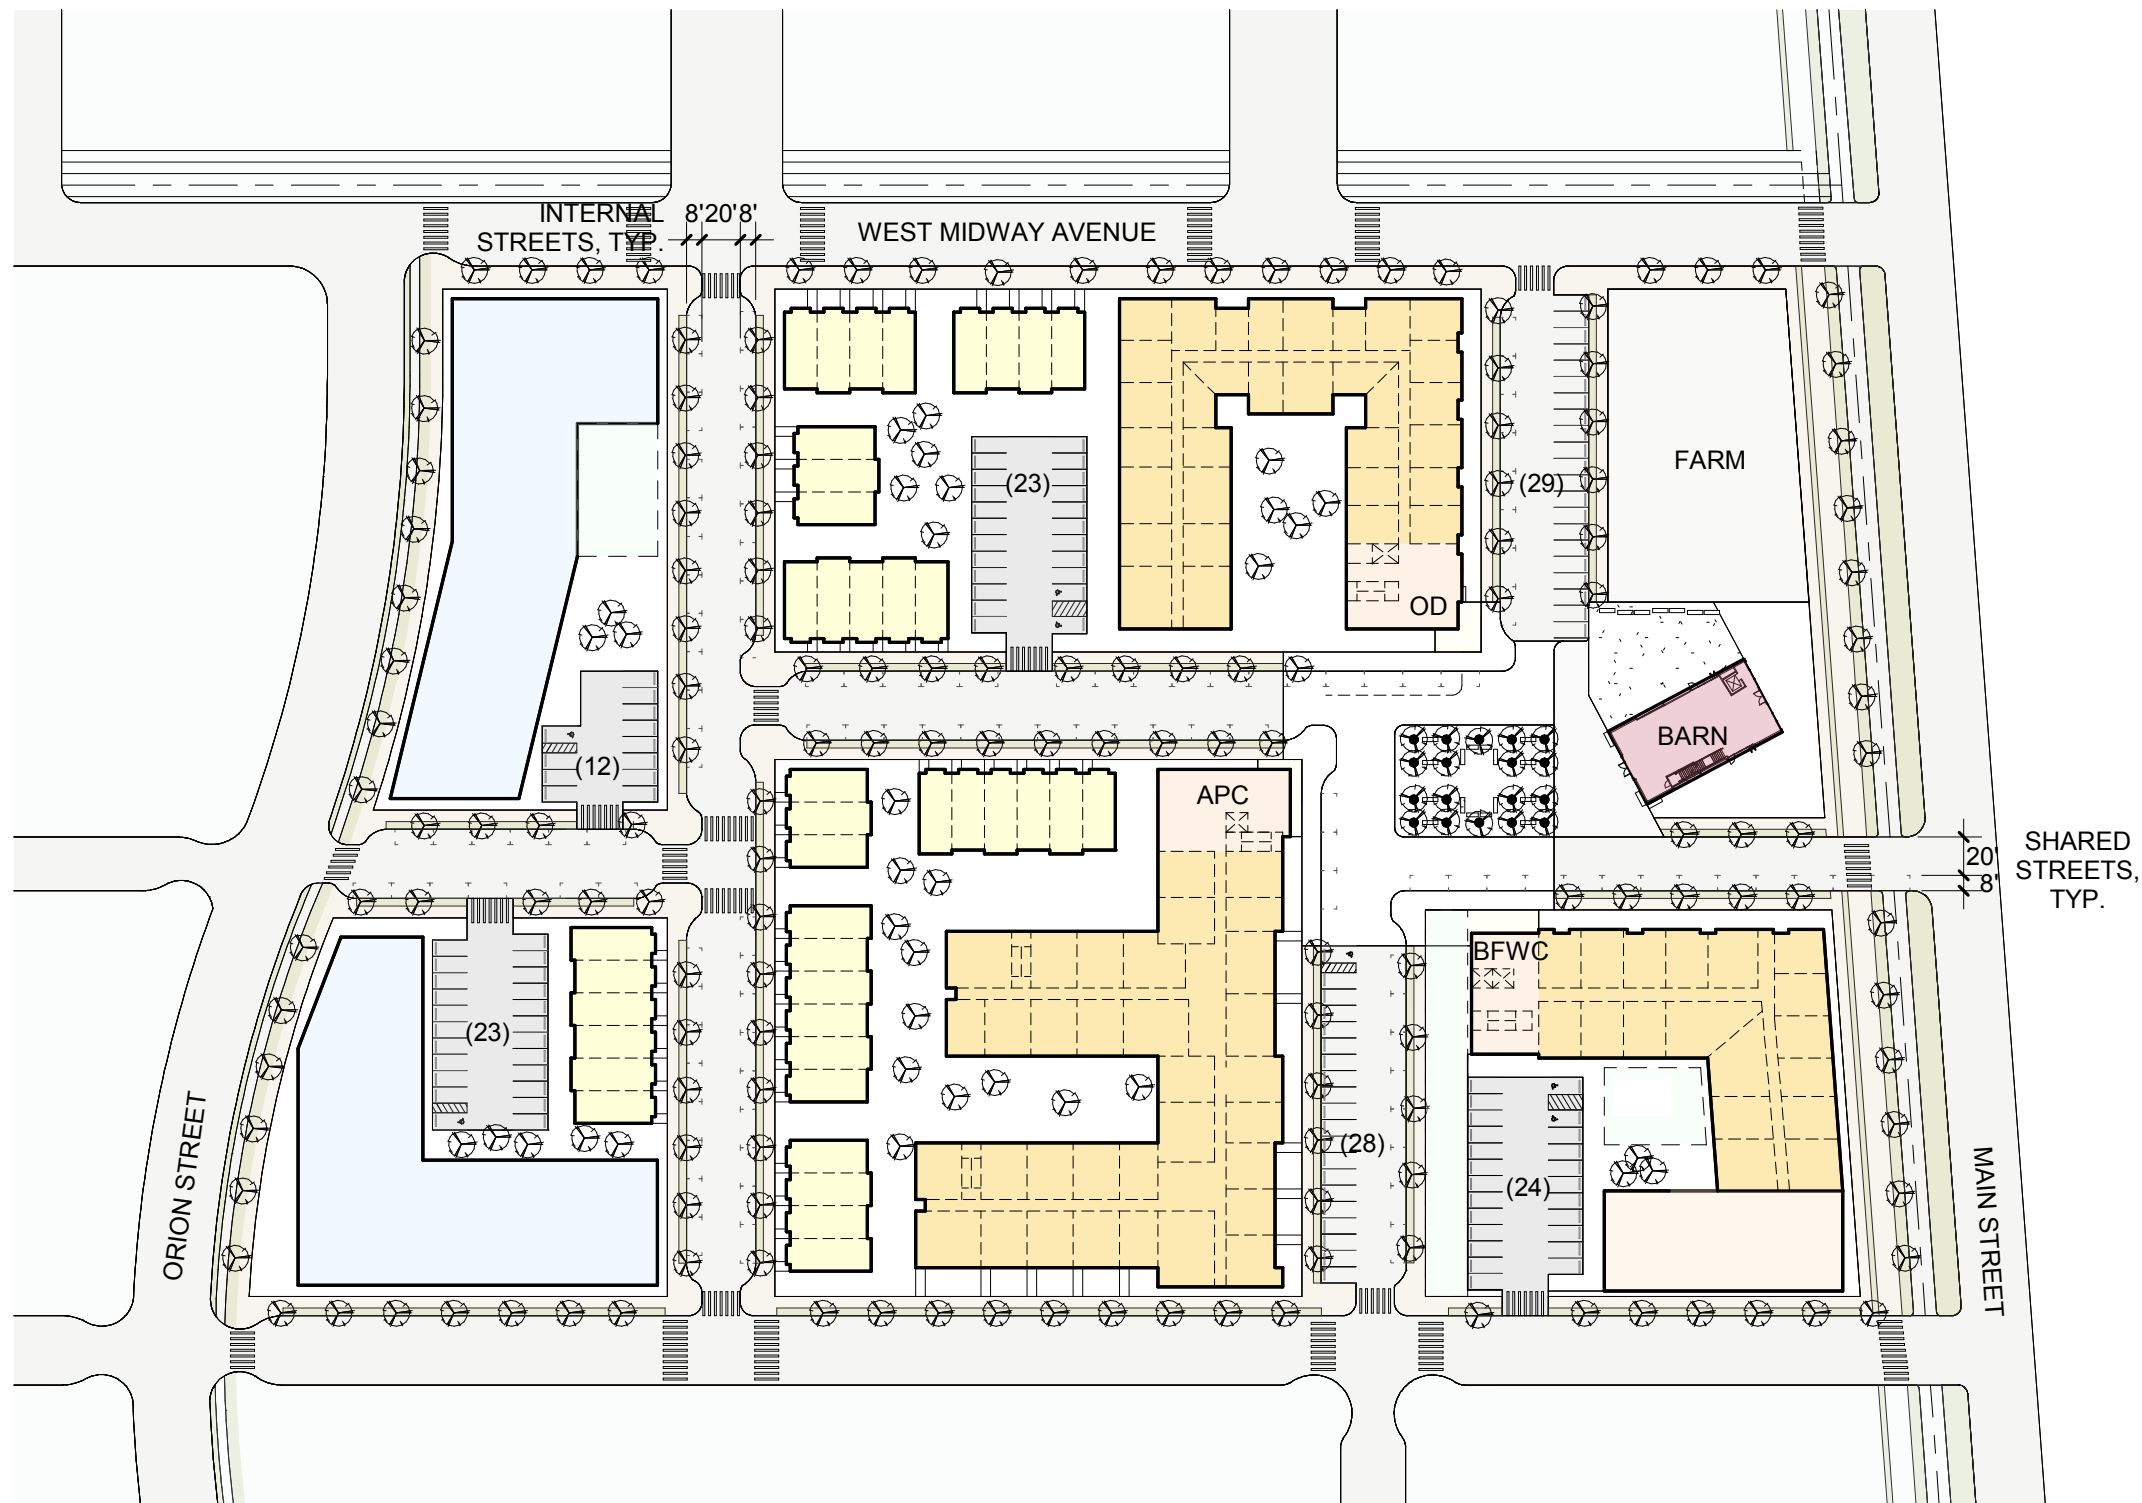 INTERNAL
STREETS, TYP.
8'20'8'
WEST MIDWAY AVENUE
(23)
(29)
FARM
OD
BARN
(12)
APC
SHARED
STREETS,
TYP.
20'
8'
BFWC
(23)
(28)
(24)
ORION STREET
MAIN STREET